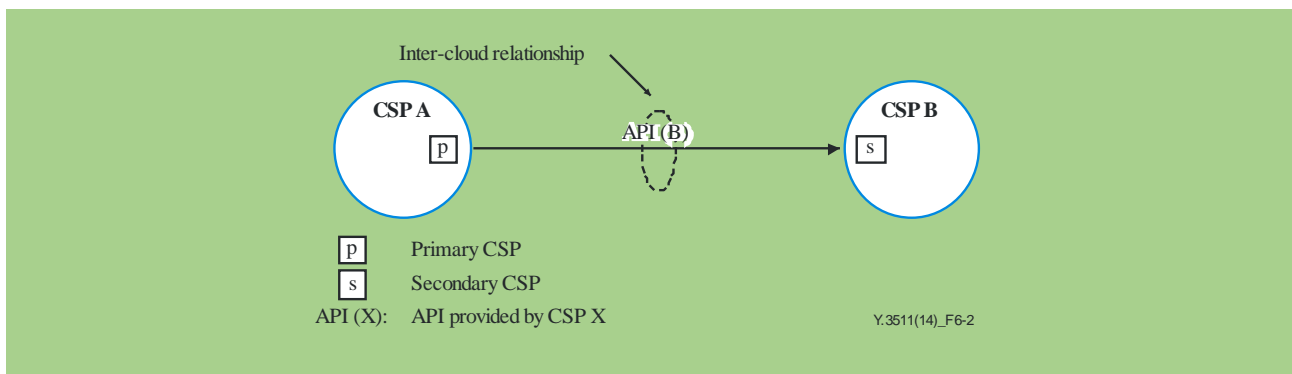 Inter-cloud relationship
CSP A
CSP B
API (B)
p
s
p Primary CSP
s Secondary CSP
API (X): API provided by CSP X
Y.3511(14)_F6-2